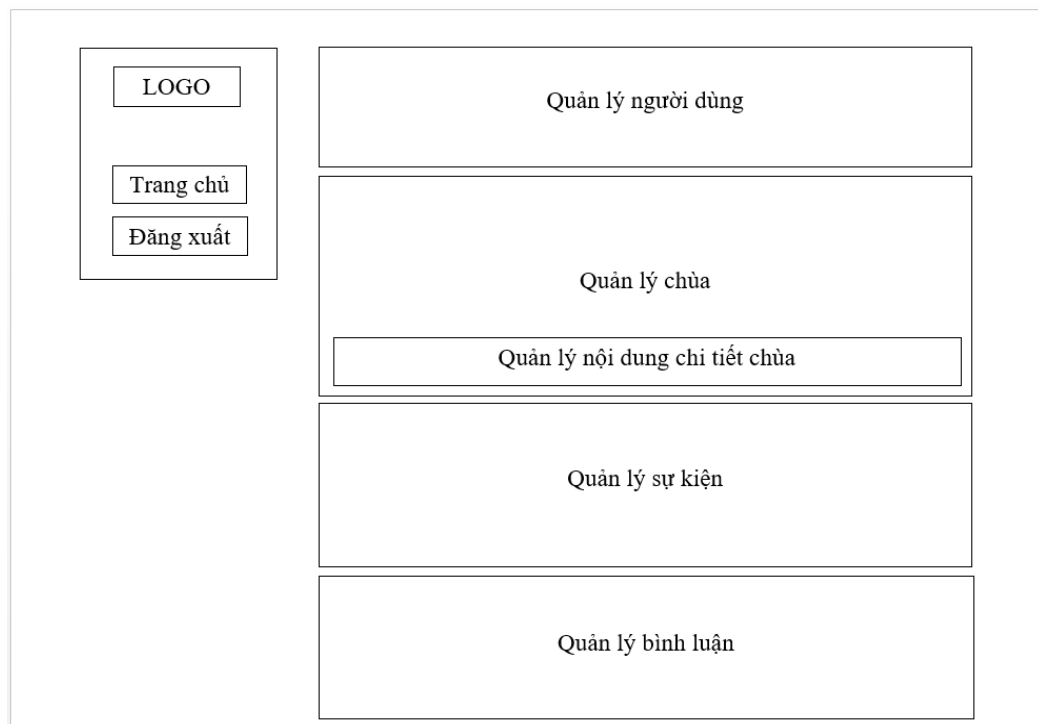 LOGO
Trang chủ
Đăng xuất
Quản lý người dùng
Quản lý chùa
Quản lý nội dung chi tiết chùa
Quản lý sự kiện
Quản lý bình luận